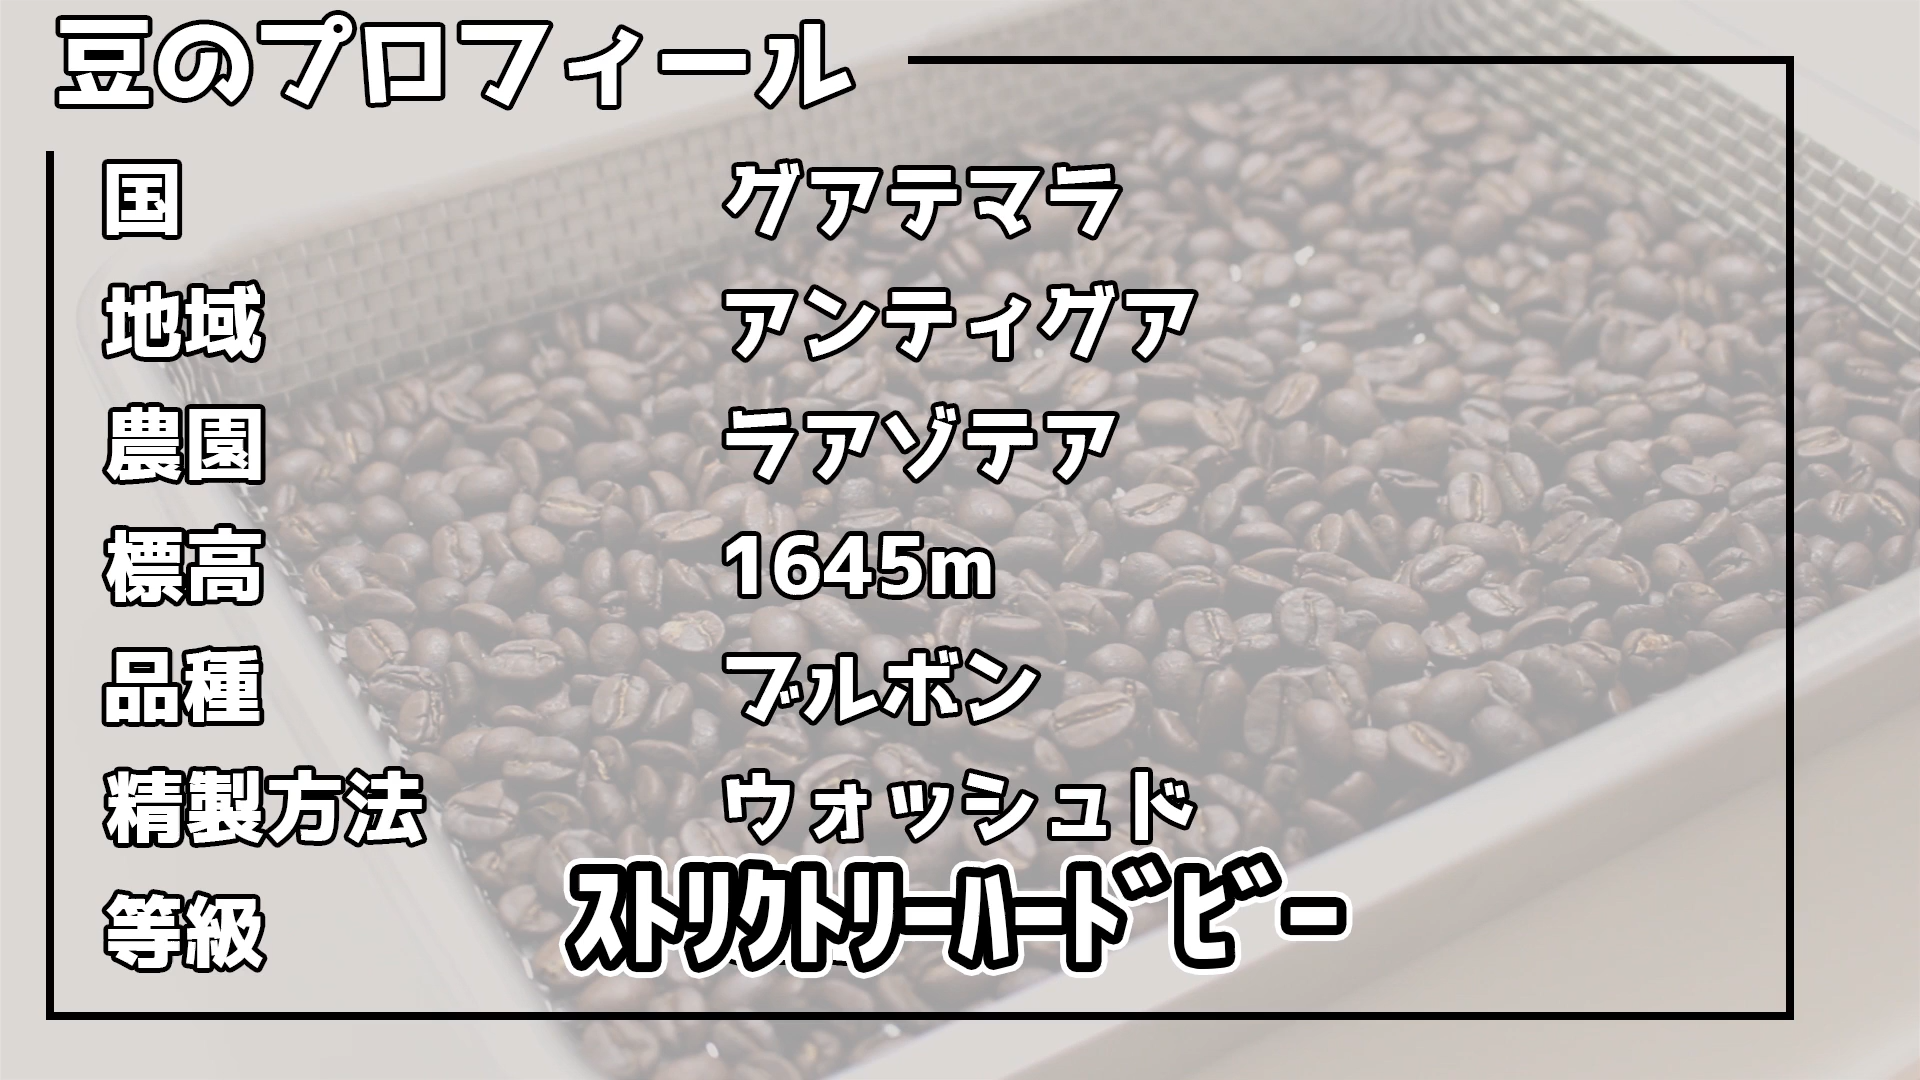 豆のプロフィール
国 グァテマラ
地域 アンティグア
農園 ラアゾテア
標高 1645m
品種 ブルボン
精製方法 ウォッシュド
等級 ｽﾄﾘｸﾄﾘｰﾊｰﾄﾞﾋﾞｰ